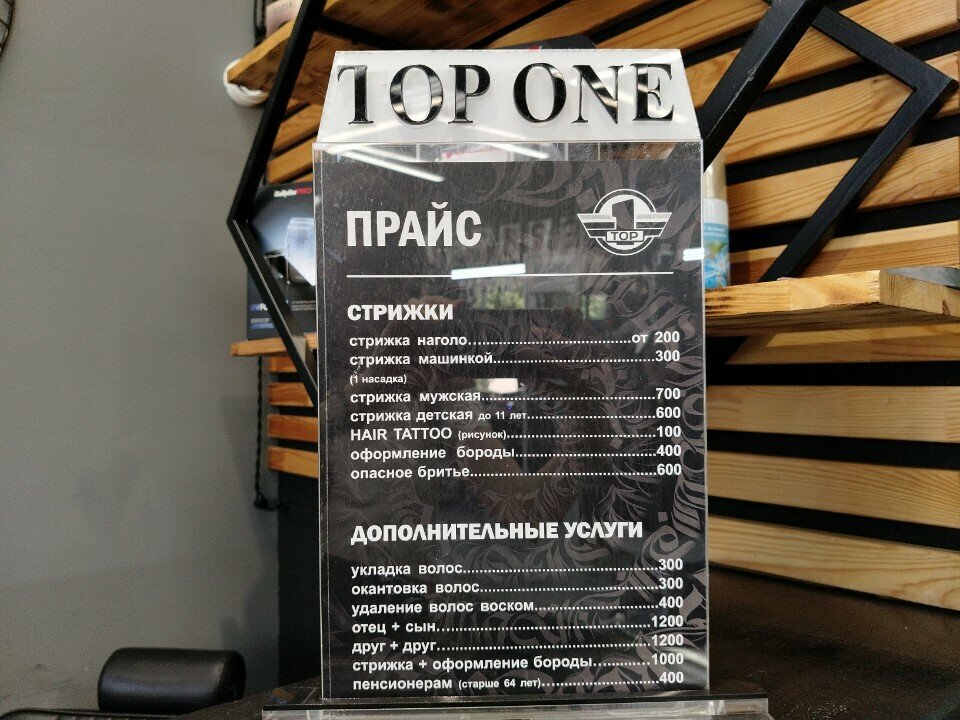 TOP ONE
ПРАЙС
1
TOP
СТРИЖКИ
стрижка наголо.................................от 200
стрижка машинкой.................................300
(1 насадка)
стрижка мужская....................................700
стрижка детская до 11 лет..........................600
HAIR TATTOO (рисунок)...............................100
оформление бороды.............................400
опасное бритье.......................................600
ДОПОЛНИТЕЛЬНЫЕ УСЛУГИ
укладка волос........................................300
окантовка волос.....................................300
удаление волос воском.........................400
отец + сын...........................................1200
друг + друг...........................................1200
стрижка + оформление бороды............1000
пенсионерам (старше 64 лет)........................400